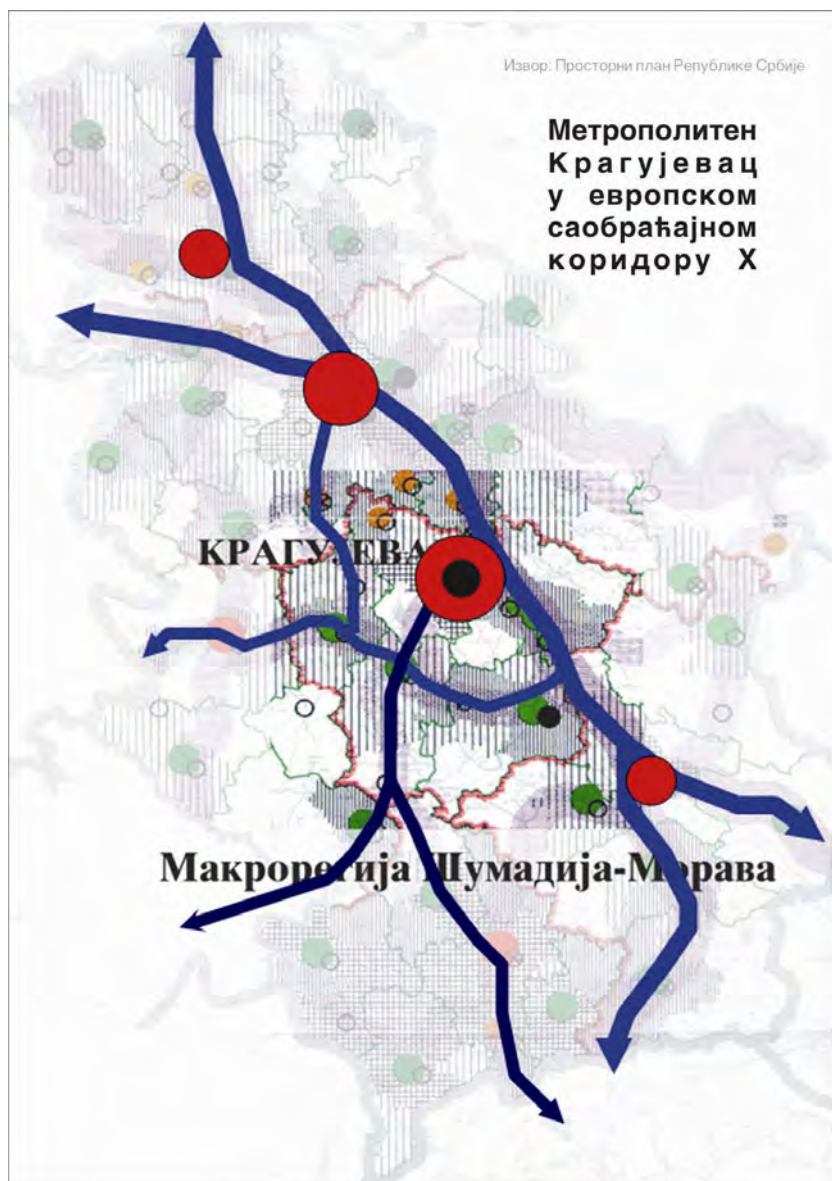 Извор: Просторни план Републике Србије
Метрополитен
Крагујевац
у европском
саобраћајном
коридору X
КРАГУЈЕВА
Макрорегија Шумадија-Морава